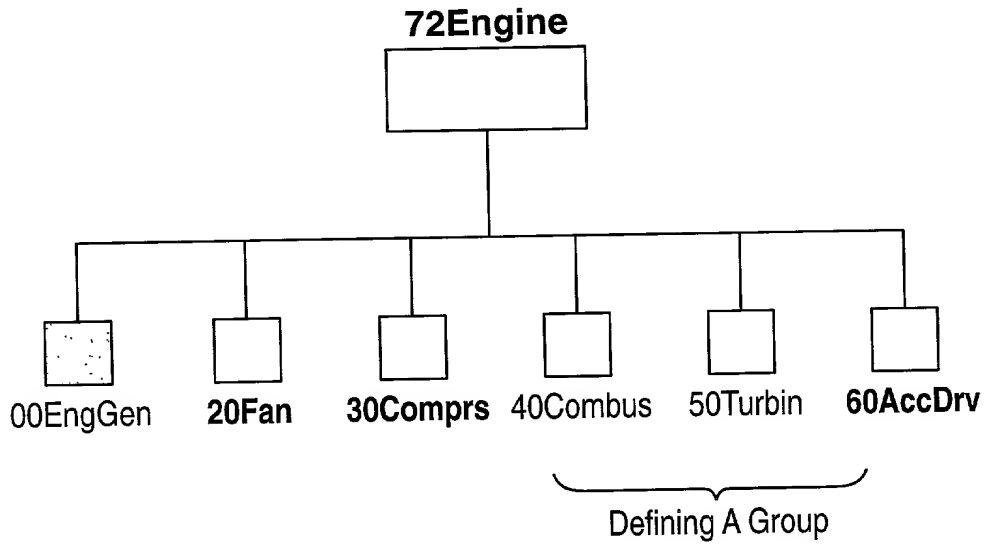 72Engine
00EngGen 20Fan 30Comprs 40Combus 50Turbin 60AccDrv
Defining A Group